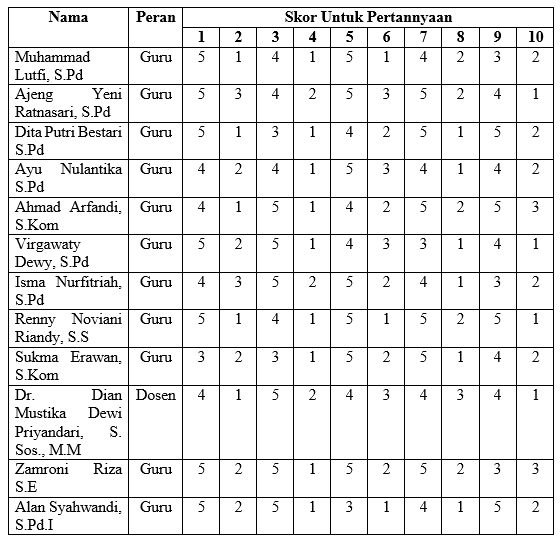 Nama Peran Skor Untuk Pertannyaan
1 2 3 4 5 6 7 8 9 10
Muhammad Lutfi, S.Pd Guru 5 1 4 1 5 1 4 2 3 2
Ajeng Yeni Ratnasari, S.Pd Guru 5 3 4 2 5 3 5 2 4 1
Dita Putri Bestari S.Pd Guru 5 1 3 1 4 2 5 1 5 2
Ayu Nulantika S.Pd Guru 4 2 4 1 5 3 4 1 4 2
Ahmad Arfandi, S.Kom Guru 4 1 5 1 4 2 5 2 5 3
Virgawaty Dewy, S.Pd Guru 5 2 5 1 4 3 3 1 4 1
Isma Nurfitriah, S.Pd Guru 4 3 5 2 5 2 4 1 3 2
Renny Noviani Riandy, S.S Guru 5 1 4 1 5 1 5 2 5 1
Sukma Erawan, S.Kom Guru 3 2 3 1 5 2 5 1 4 2
Dr. Dian Mustika Dewi Priyandari, S. Sos., M.M Dosen 4 1 5 2 4 3 4 3 4 1
Zamroni Riza S.E Guru 5 2 5 1 5 2 5 2 3 3
Alan Syahwandi, S.Pd.I Guru 5 2 5 1 3 1 4 1 5 2